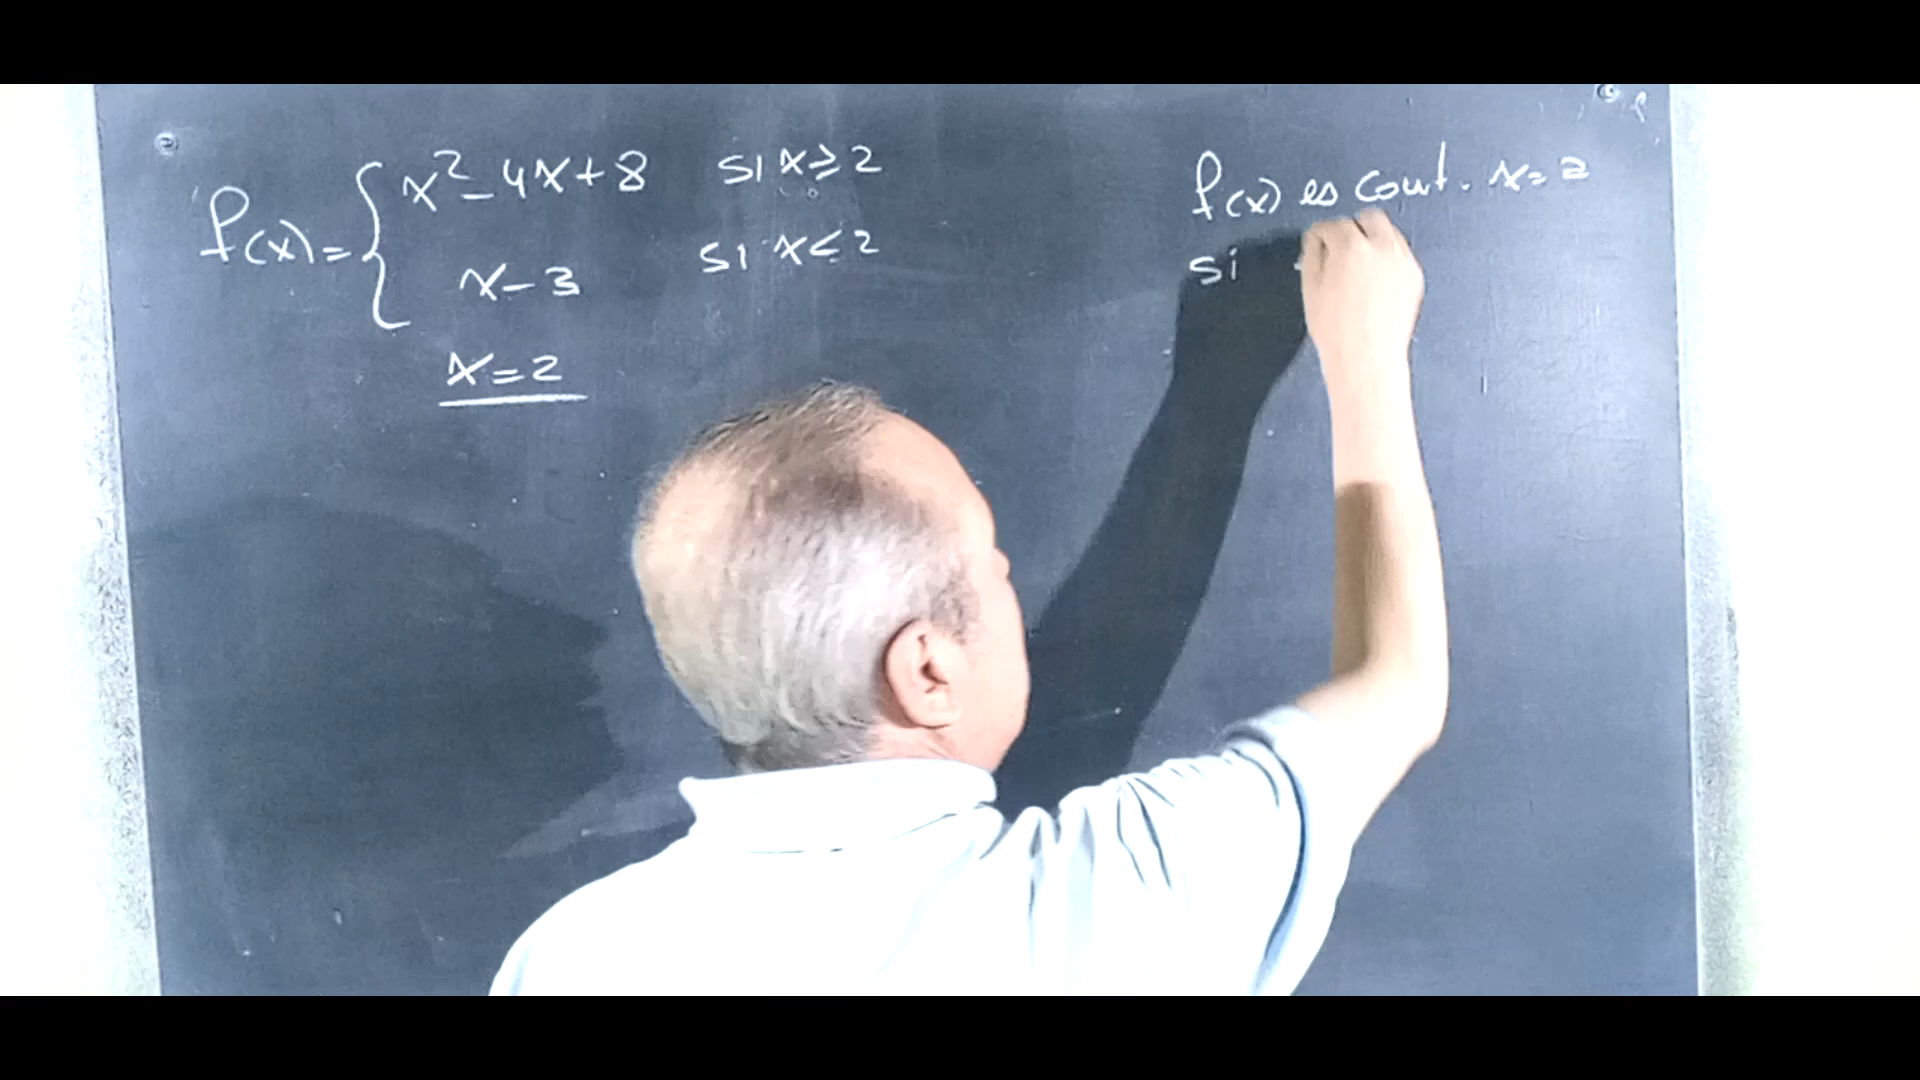 f(x) = { x² - 4x + 8 si x ≥ 2
x - 3 si x < 2
x = 2
f(x) es cont. x = 2
si